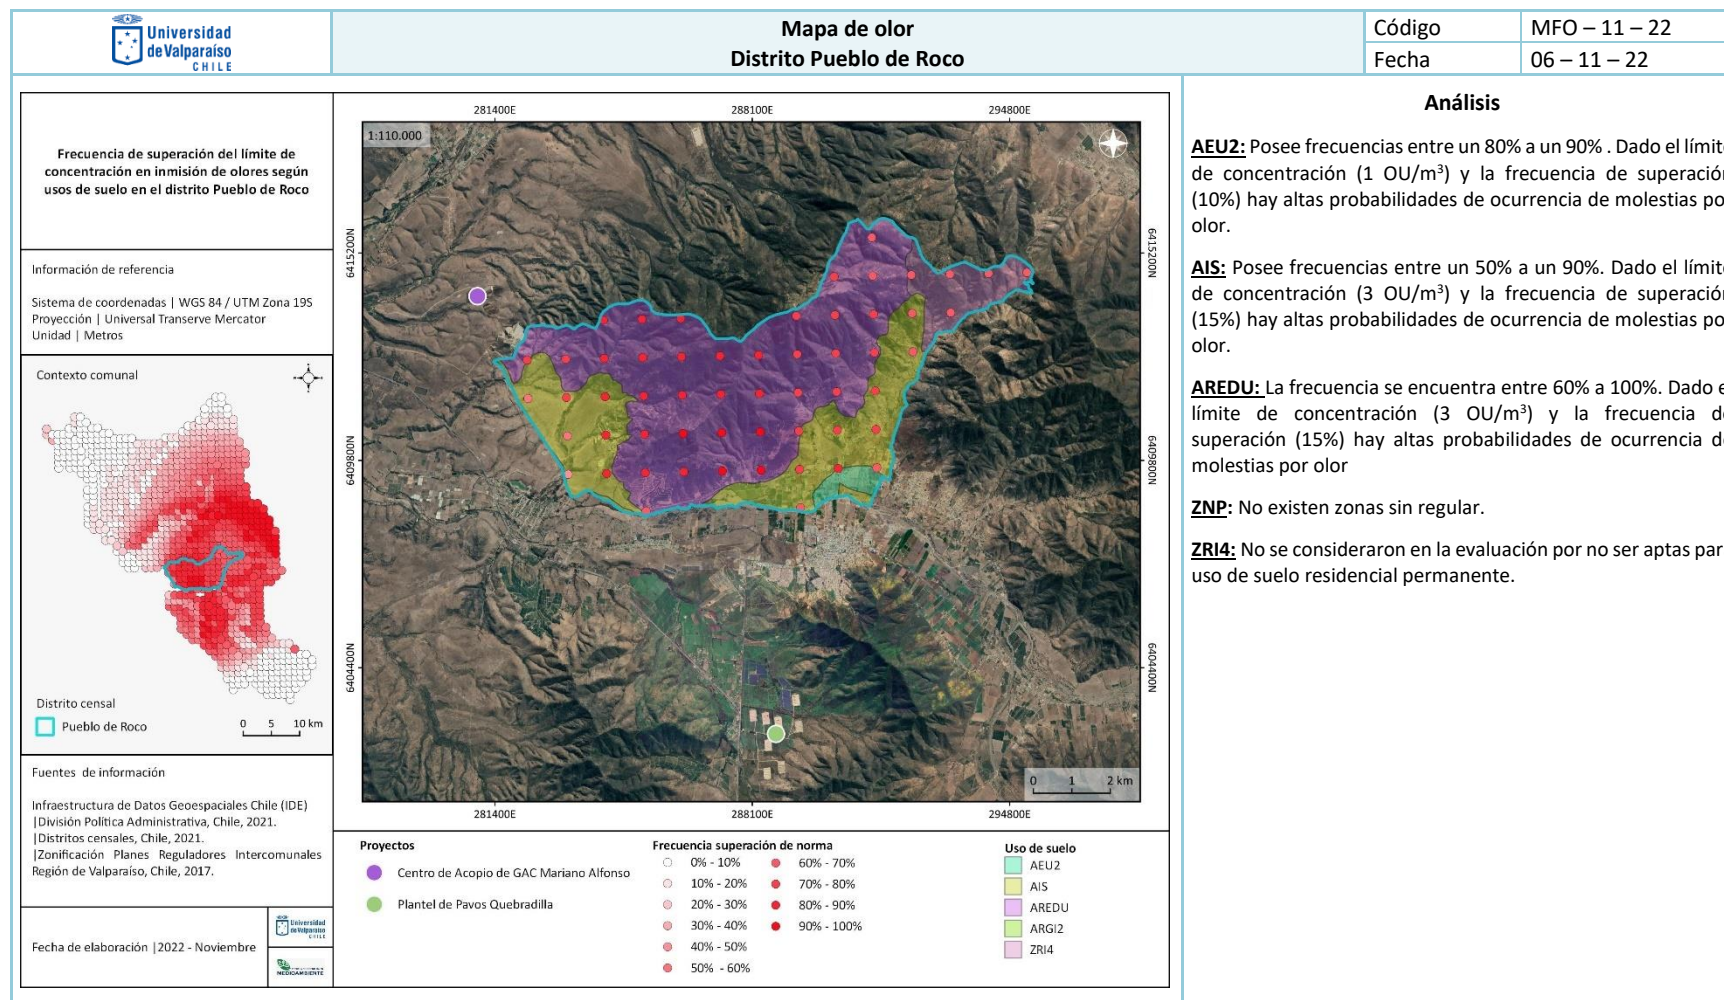 Universidad
de Valparaíso
CHILE
Mapa de olor
Distrito Pueblo de Roco
Código
MFO – 11 – 22
Fecha
06 – 11 – 22
Frecuencia de superación del límite de
concentración en inmisión de olores según
usos de suelo en el distrito Pueblo de Roco
Información de referencia
Sistema de coordenadas | WGS 84 / UTM Zona 19S
Proyección | Universal Transerve Mercator
Unidad | Metros
Contexto comunal
Distrito censal
Pueblo de Roco
0 5 10 km
Fuentes de información
Infraestructura de Datos Geoespaciales Chile (IDE)
|División Política Administrativa, Chile, 2021.
|Distritos censales, Chile, 2021.
|Zonificación Planes Reguladores Intercomunales
Región de Valparaíso, Chile, 2017.
Fecha de elaboración |2022 - Noviembre
Universidad
de Valparaíso
CHILE
MEDIOAMBIENTE
281400E 288100E 294800E
1:110.000
6415200N
6415200N
6409800N
6409800N
6404400N
6404400N
0 1 2 km
281400E 288100E 294800E
Proyectos
Centro de Acopio de GAC Mariano Alfonso
Plantel de Pavos Quebradilla
Frecuencia superación de norma
0% - 10%
10% - 20%
20% - 30%
30% - 40%
40% - 50%
50% - 60%
60% - 70%
70% - 80%
80% - 90%
90% - 100%
Uso de suelo
AEU2
AIS
AREDU
ARGI2
ZRI4
Análisis
AEU2: Posee frecuencias entre un 80% a un 90% . Dado el límit
de concentración (1 OU/m³) y la frecuencia de superación
(10%) hay altas probabilidades de ocurrencia de molestias po
olor.
AIS: Posee frecuencias entre un 50% a un 90%. Dado el límit
de concentración (3 OU/m³) y la frecuencia de superación
(15%) hay altas probabilidades de ocurrencia de molestias po
olor.
AREDU: La frecuencia se encuentra entre 60% a 100%. Dado e
límite de concentración (3 OU/m³) y la frecuencia d
superación (15%) hay altas probabilidades de ocurrencia d
molestias por olor
ZNP: No existen zonas sin regular.
ZRI4: No se consideraron en la evaluación por no ser aptas par
uso de suelo residencial permanente.